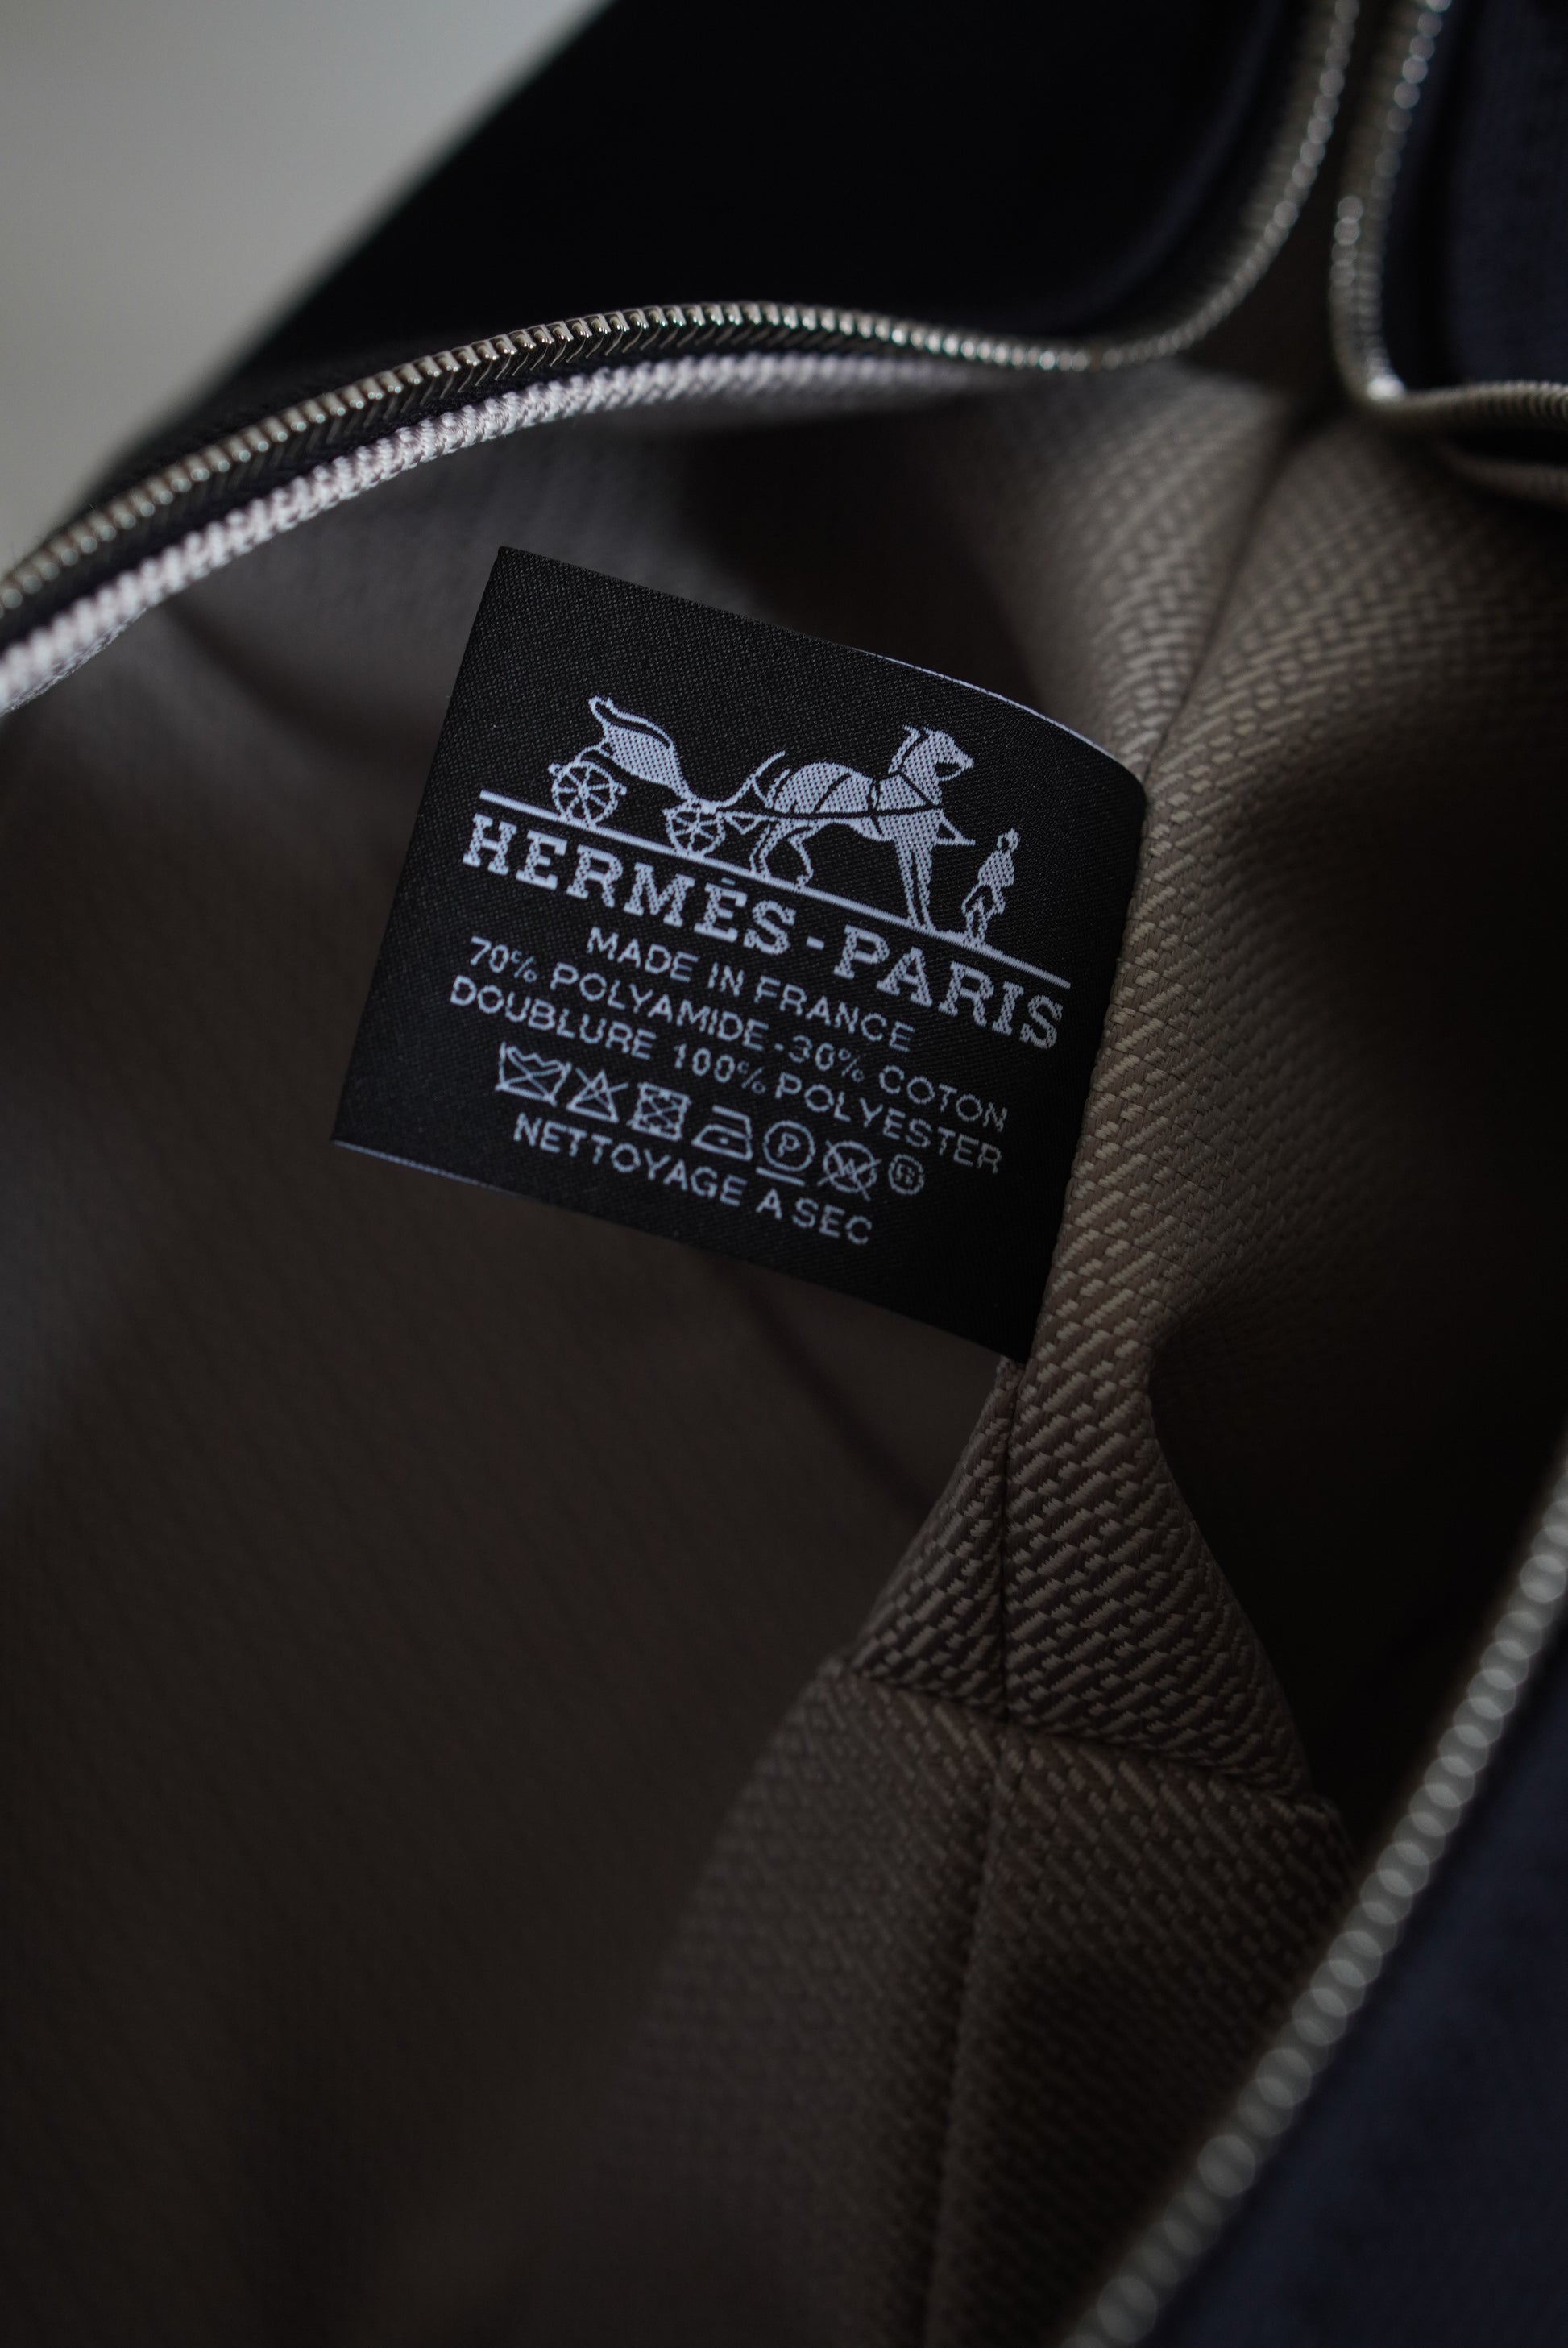 HERMÈS-PARIS
MADE IN FRANCE
70% POLYAMIDE-30% COTON
DOUBLURE 100% POLYESTER
P W
NETTOYAGE A SEC